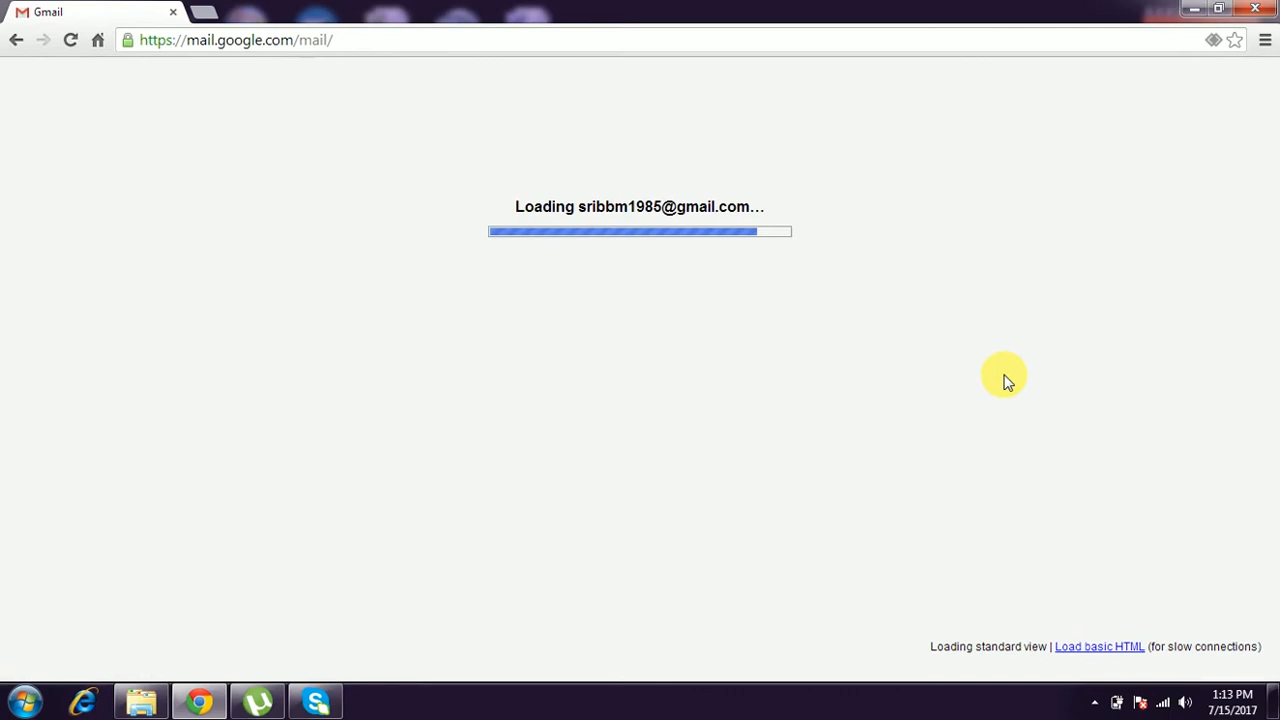 Gmail
https://mail.google.com/mail/
Loading sribbm1985@gmail.com...
Loading standard view | Load basic HTML (for slow connections)
1:13 PM
7/15/2017